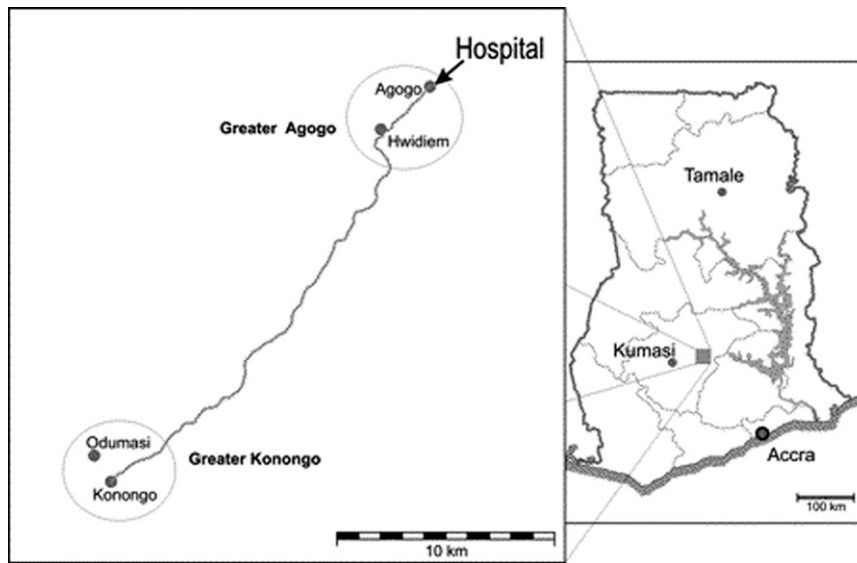 Hospital
Agogo
Greater Agogo
Hwidiem
Odumasi
Greater Konongo
Konongo
10 km
Tamale
Kumasi
Accra
100 km